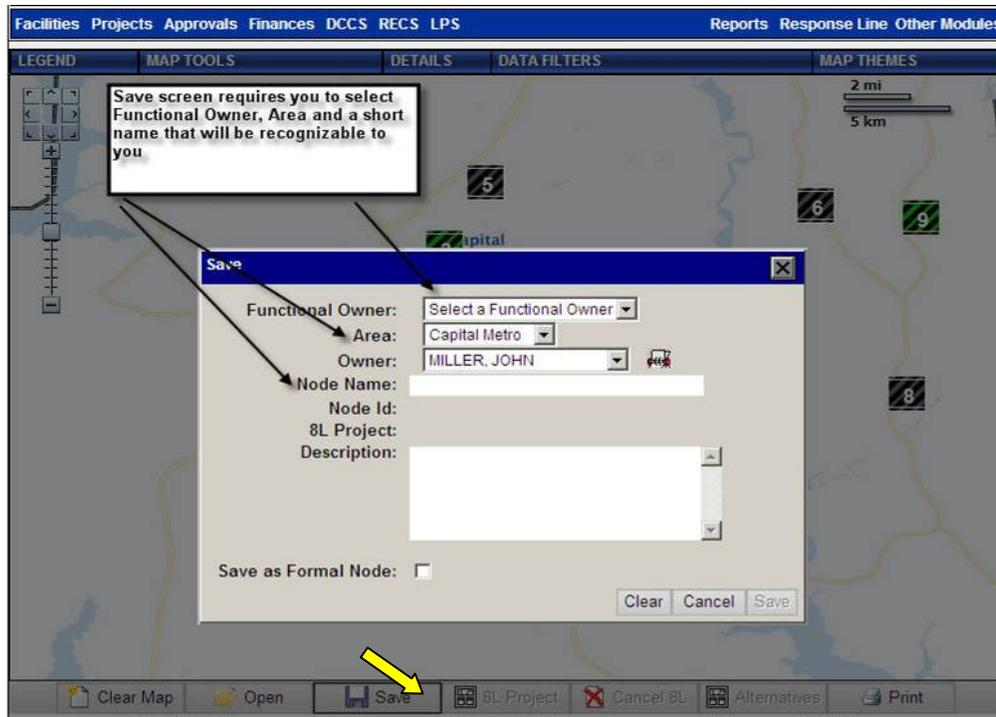 Facilities Projects Approvals Finances DCCS RECS LPS Reports Response Line Other Modules
LEGEND MAP TOOLS DETAILS DATA FILTERS MAP THEMES
Save screen requires you to select
Functional Owner, Area and a short
name that will be recognizable to
you
2 mi
5 km
5
6
9
apital
Save
Functional Owner: Select a Functional Owner
Area: Capital Metro
Owner: MILLER, JOHN
Node Name:
8
Node Id:
8L Project:
Description:
Save as Formal Node:
Clear Cancel Save
Clear Map Open Save 8L Project Cancel 8L Alternatives Print